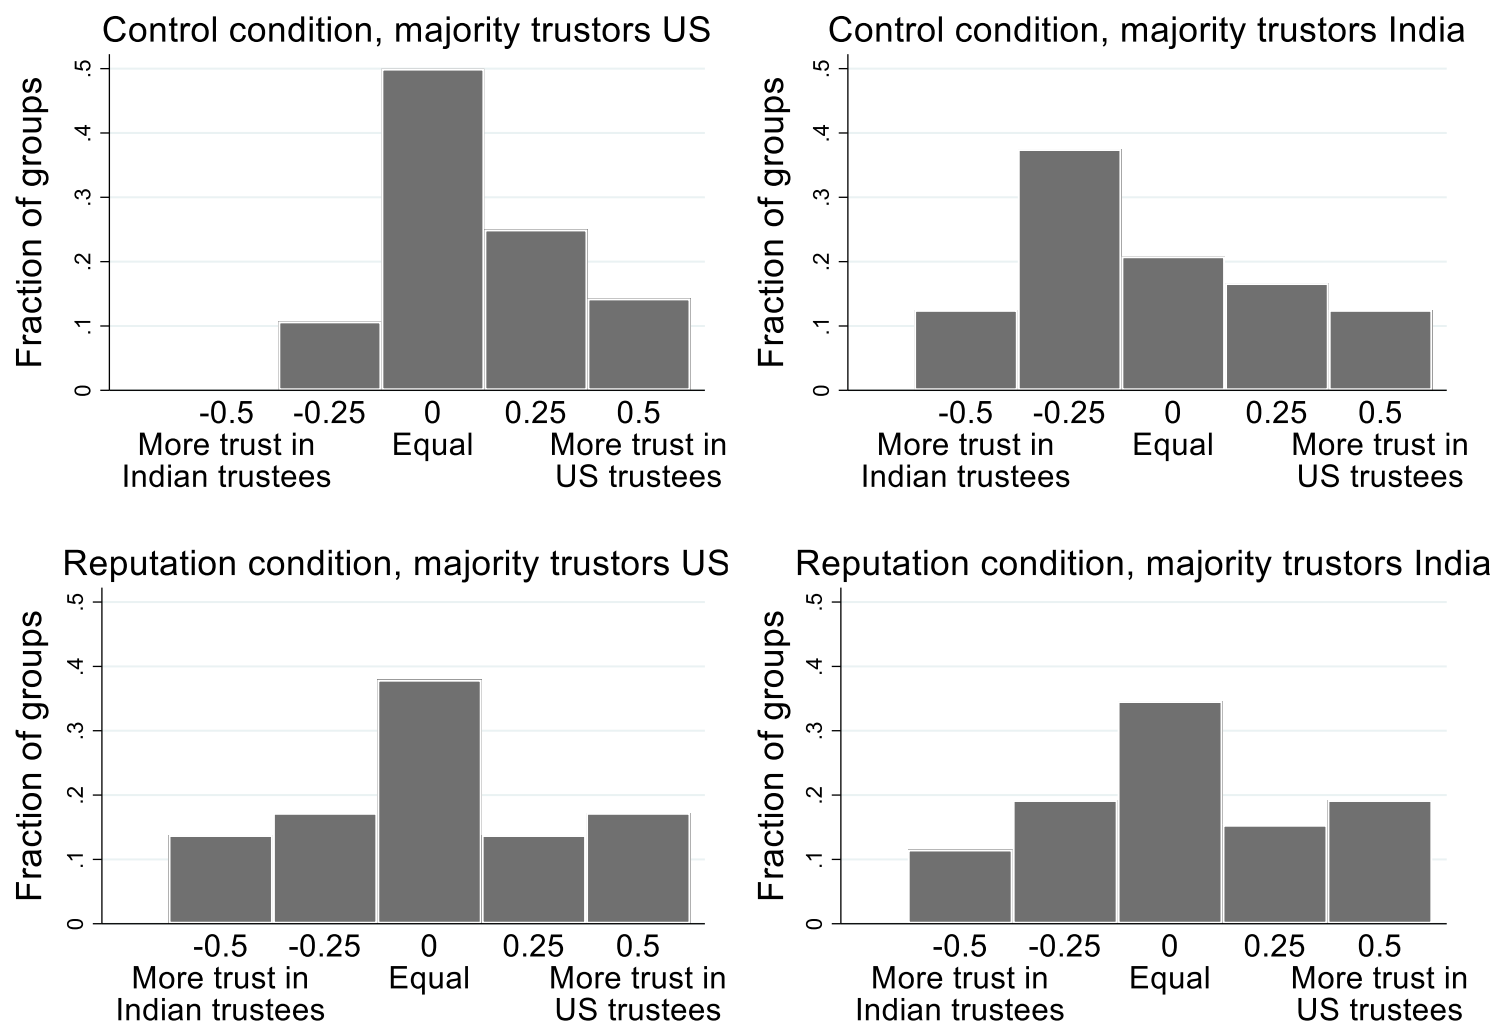 Control condition, majority trustors US
Fraction of groups
.5
.4
.3
.2
.1
0
-0.5 -0.25 0 0.25 0.5
More trust in Equal More trust in
Indian trustees US trustees
Control condition, majority trustors India
Fraction of groups
.5
.4
.3
.2
.1
0
-0.5 -0.25 0 0.25 0.5
More trust in Equal More trust in
Indian trustees US trustees
Reputation condition, majority trustors US
Fraction of groups
.5
.4
.3
.2
.1
0
-0.5 -0.25 0 0.25 0.5
More trust in Equal More trust in
Indian trustees US trustees
Reputation condition, majority trustors India
Fraction of groups
.5
.4
.3
.2
.1
0
-0.5 -0.25 0 0.25 0.5
More trust in Equal More trust in
Indian trustees US trustees